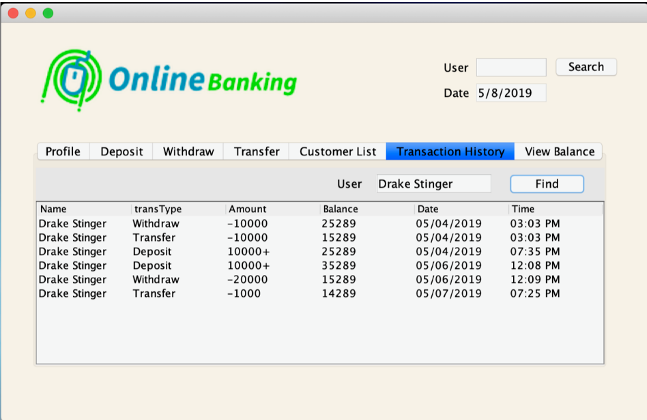 User Search
OnlineBanking
Date 5/8/2019
Profile Deposit Withdraw Transfer Customer List Transaction History View Balance
User Drake Stinger Find
Name transType Amount Balance Date Time
Drake Stinger Withdraw -10000 25289 05/04/2019 03:03 PM
Drake Stinger Transfer -10000 15289 05/04/2019 03:03 PM
Drake Stinger Deposit 10000+ 25289 05/04/2019 07:35 PM
Drake Stinger Deposit 10000+ 35289 05/06/2019 12:08 PM
Drake Stinger Withdraw -20000 15289 05/06/2019 12:09 PM
Drake Stinger Transfer -1000 14289 05/07/2019 07:25 PM